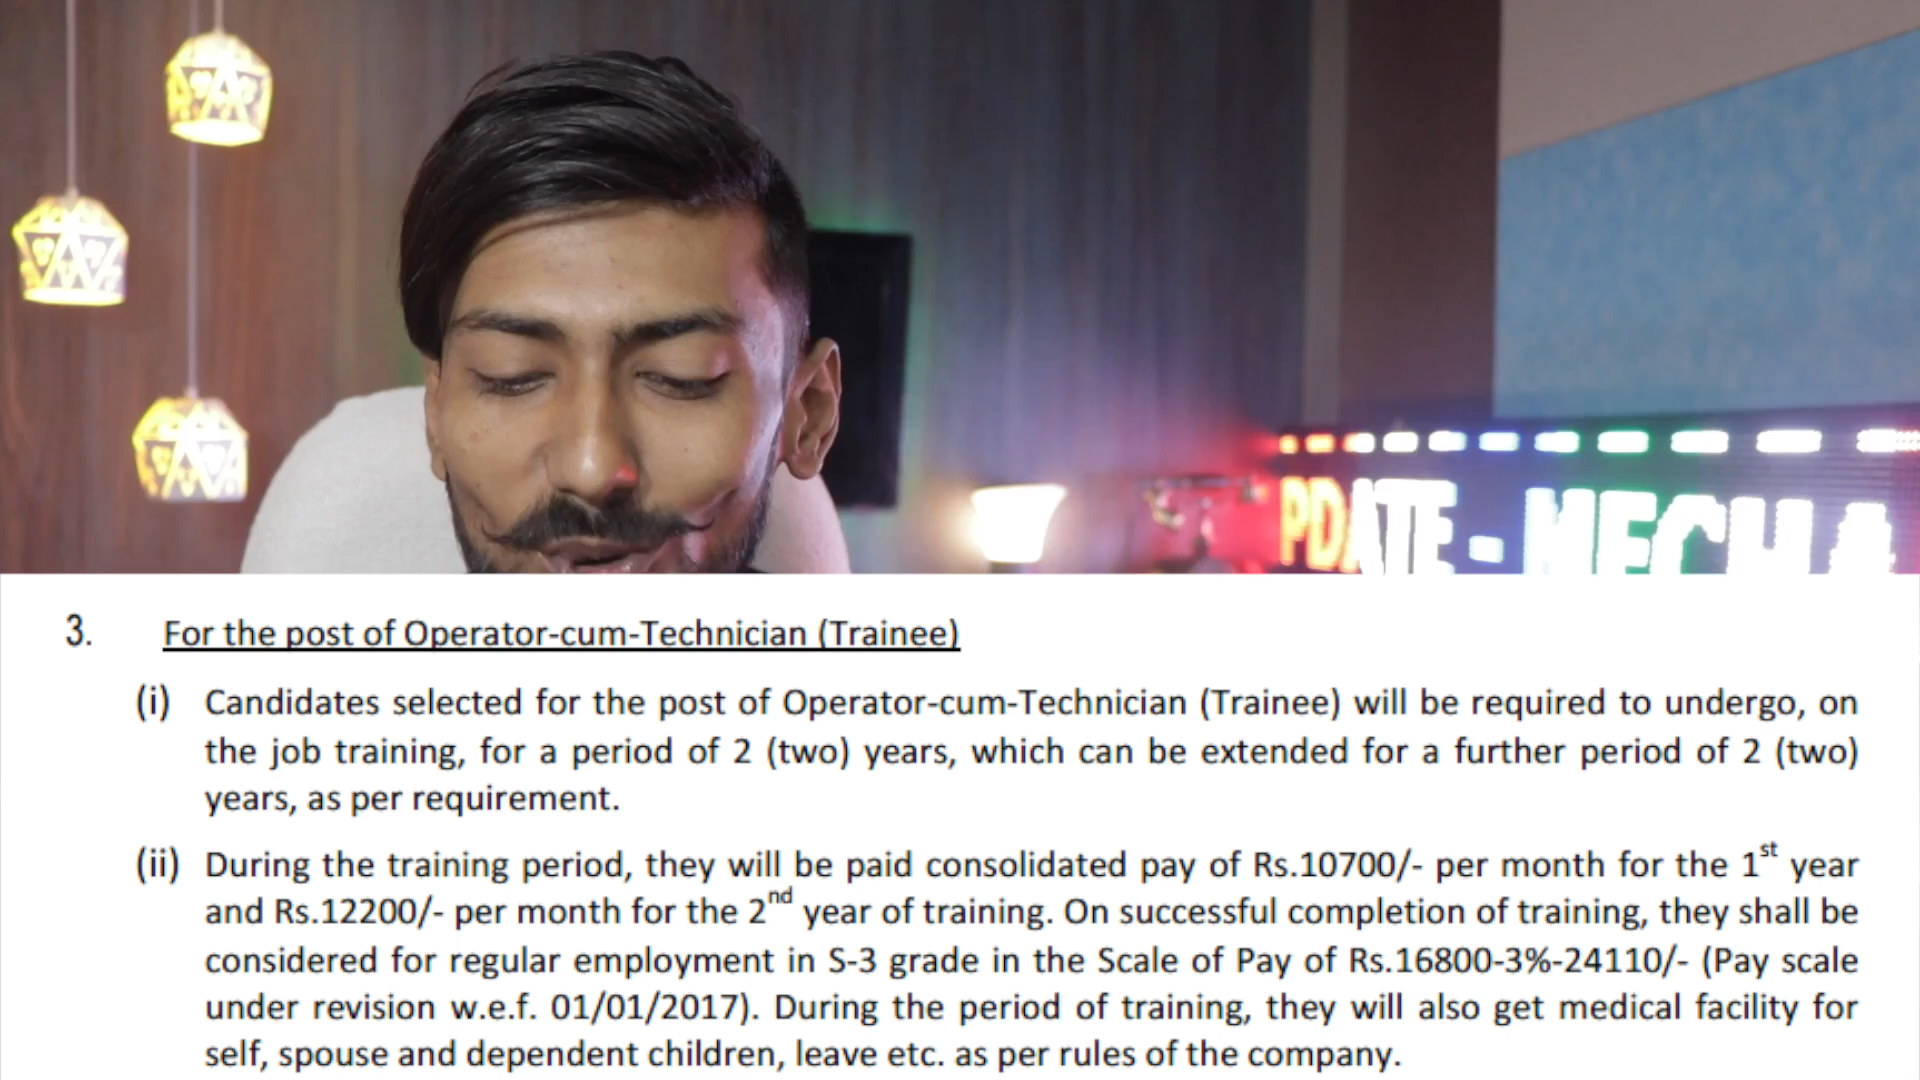 PDATE - MECHA
3. For the post of Operator-cum-Technician (Trainee)
(i) Candidates selected for the post of Operator-cum-Technician (Trainee) will be required to undergo, on
the job training, for a period of 2 (two) years, which can be extended for a further period of 2 (two)
years, as per requirement.
(ii) During the training period, they will be paid consolidated pay of Rs.10700/- per month for the 1st year
and Rs.12200/- per month for the 2nd year of training. On successful completion of training, they shall be
considered for regular employment in S-3 grade in the Scale of Pay of Rs.16800-3%-24110/- (Pay scale
under revision w.e.f. 01/01/2017). During the period of training, they will also get medical facility for
self, spouse and dependent children, leave etc. as per rules of the company.